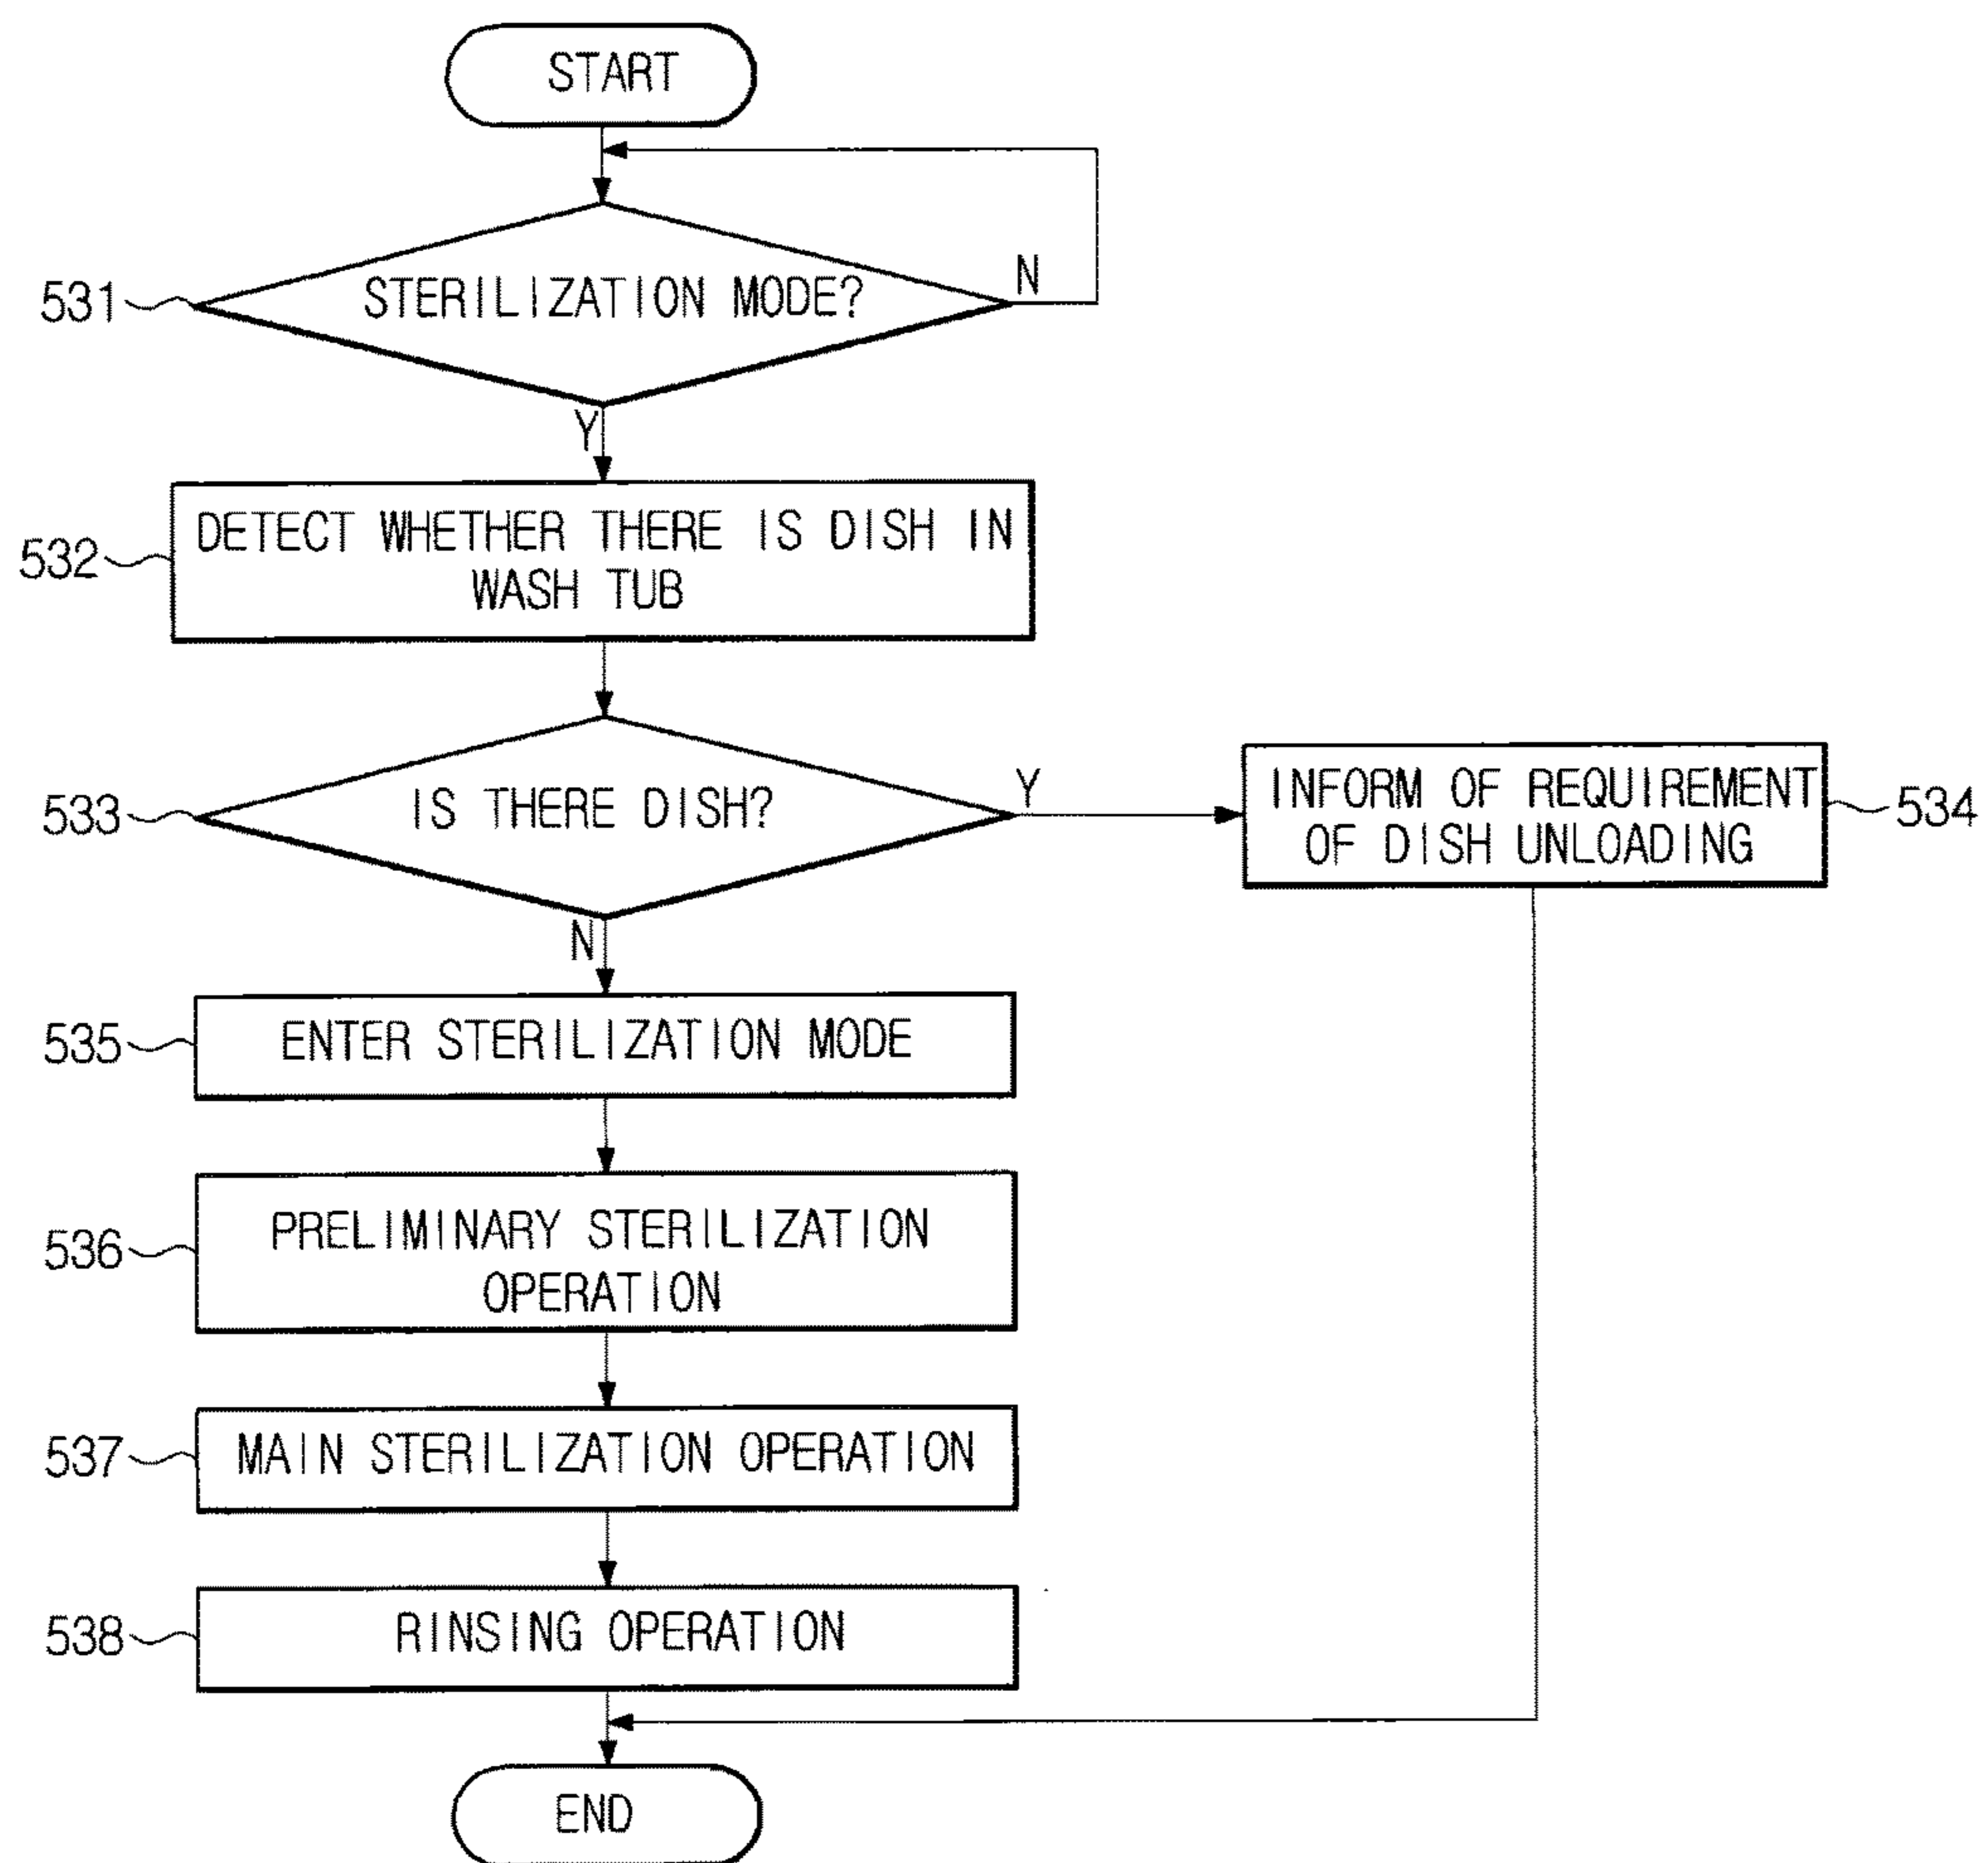 START
531
STERILIZATION MODE?
N
Y
532
DETECT WHETHER THERE IS DISH IN
WASH TUB
533
IS THERE DISH?
Y
INFORM OF REQUIREMENT
OF DISH UNLOADING
534
N
535
ENTER STERILIZATION MODE
536
PRELIMINARY STERILIZATION
OPERATION
537
MAIN STERILIZATION OPERATION
538
RINSING OPERATION
END